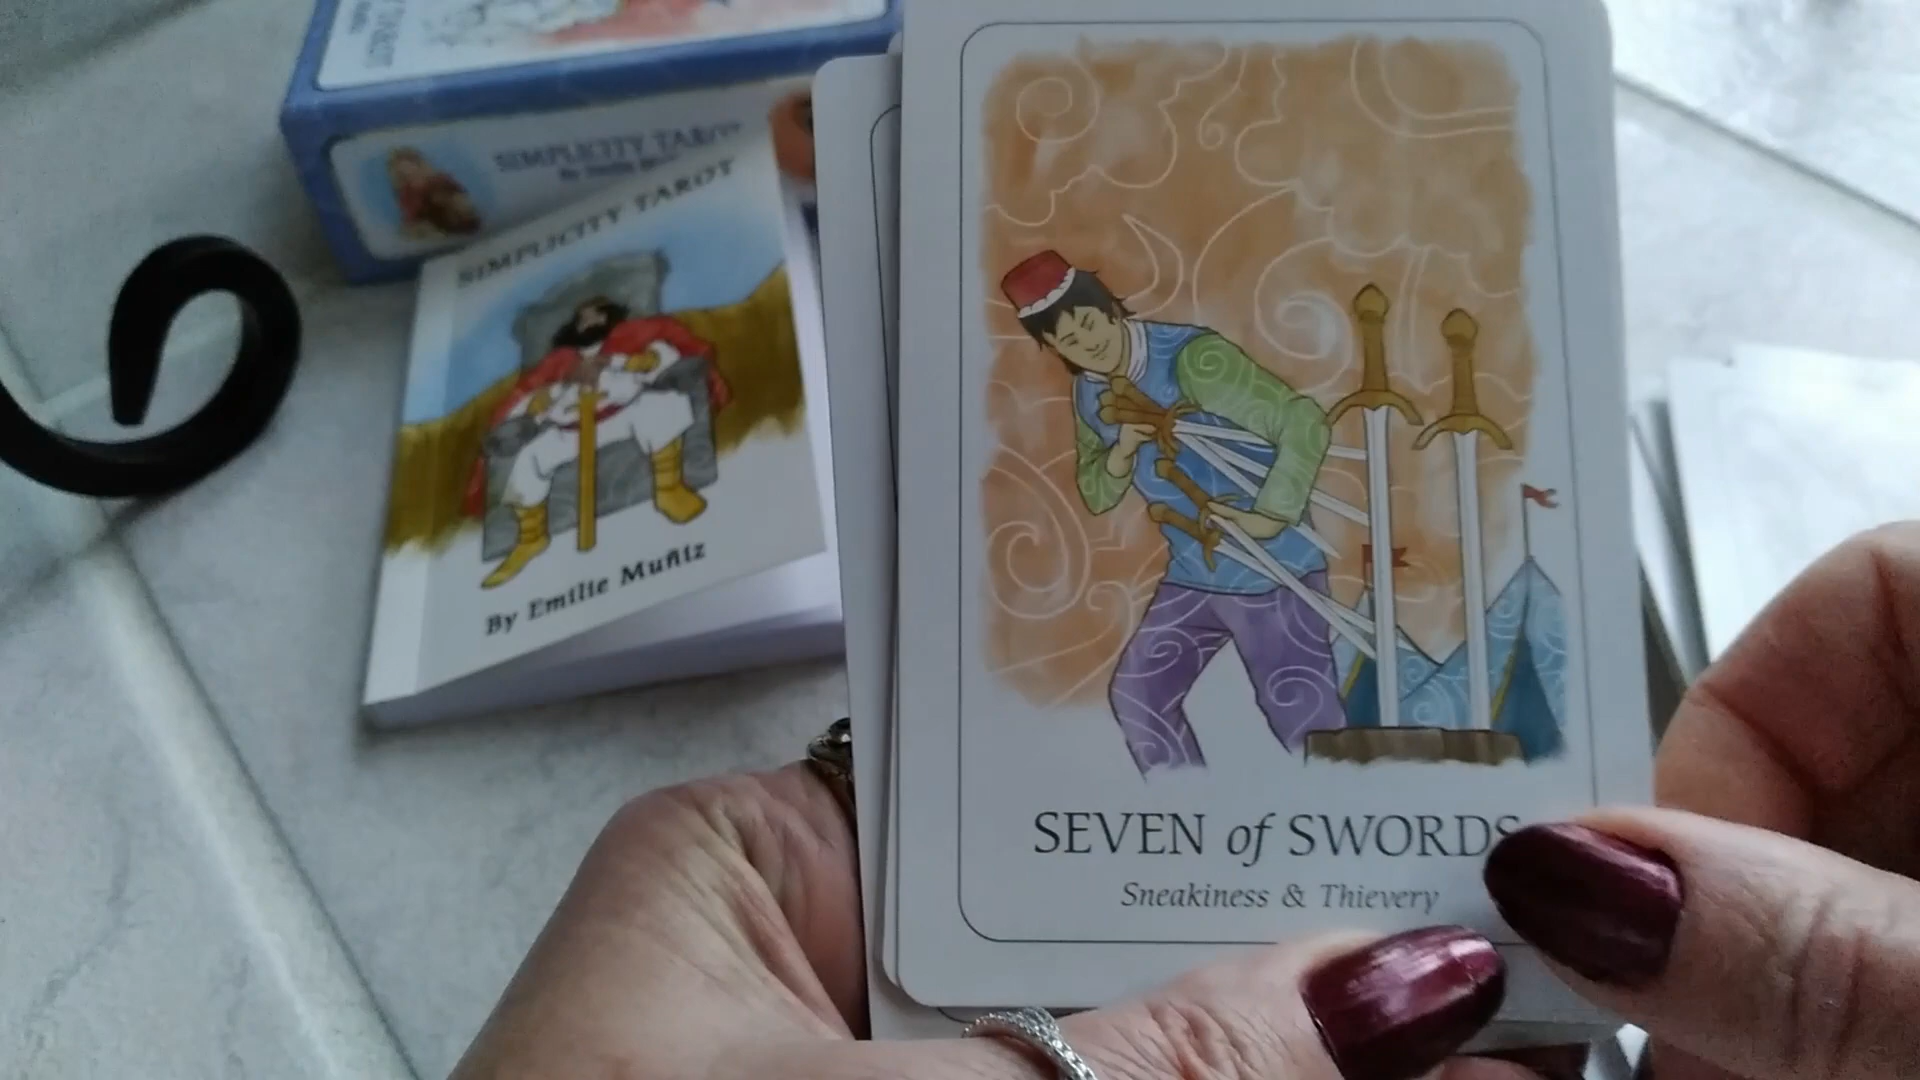 SIMPLICITY TAROT
SIMPLICITY TAROT
By Emilie Muñiz
SEVEN of SWORDS
Sneakiness & Thievery